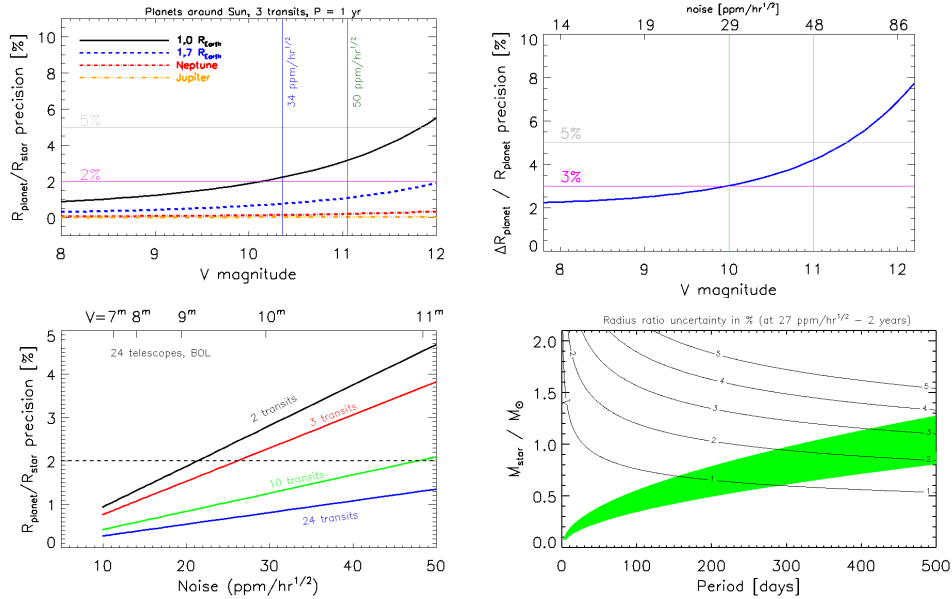 Planets around Sun, 3 transits, P = 1 yr
R_planet/R_star precision [%]
10
8
6
4
2
0
1.0 R_Earth
1.7 R_Earth
Neptune
Jupiter
34 ppm/hr^1/2
50 ppm/hr^1/2
5%
2%
8 9 10 11 12
V magnitude
noise [ppm/hr^1/2]
14 19 29 48 86
ΔR_planet / R_planet precision [%]
10
8
6
4
2
0
5%
3%
8 9 10 11 12
V magnitude
V=7^m 8^m 9^m 10^m 11^m
R_planet/R_star precision [%]
5
4
3
2
1
0
24 telescopes, BOL
2 transits
3 transits
10 transits
24 transits
10 20 30 40 50
Noise (ppm/hr^1/2)
Radius ratio uncertainty in % (at 27 ppm/hr^1/2 – 2 years)
M_star / M_⊙
2.0
1.5
1.0
0.5
0.0
5
5
4
4
3
3
2
2
2
1
1
1
0 100 200 300 400 500
Period [days]